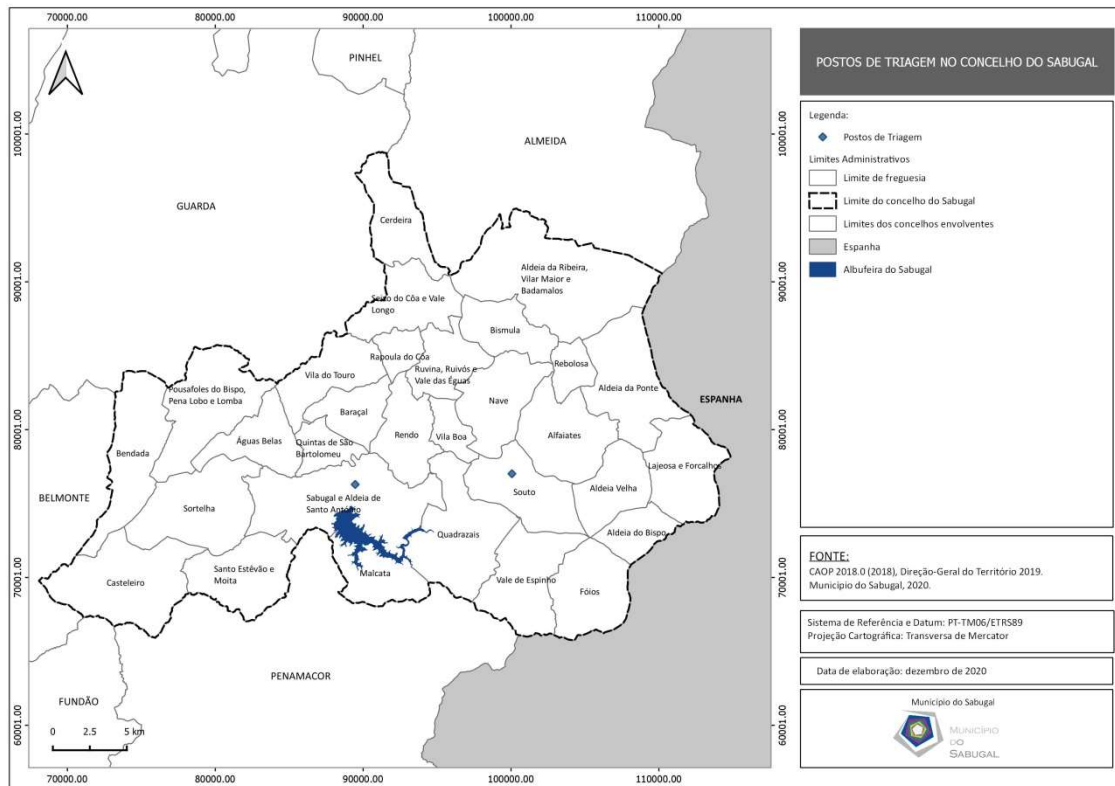 70000.00 80000.00 90000.00 100000.00 110000.00
PINHEL
ALMEIDA
GUARDA
Cerdeira
Aldeia da Ribeira,
Vilar Maior e
Badamalos
Seixo do Côa e Vale
Longo
Bismula
Rapoula do Côa
Rebolosa
Ruvina, Ruivós e
Vale das Éguas
Vila do Touro
Aldeia da Ponte
Pousafoles do Bispo,
Pena Lobo e Lomba
ESPANHA
Nave
Baraçal
Alfaiates
Rendo
Vila Boa
Águas Belas
Quintas de São
Bartolomeu
Bendada
Lajeosa e Forcalhos
BELMONTE
Aldeia Velha
Souto
Sabugal e Aldeia de
Santo António
Sortelha
Aldeia do Bispo
Quadrazais
Malcata
Santo Estêvão e
Moita
Casteleiro
Vale de Espinho
Fóios
PENAMACOR
FUNDÃO
0 2.5 5 km
100001.00
90001.00
80001.00
70001.00
60001.00
100001.00
90001.00
80001.00
70001.00
60001.00
70000.00 80000.00 90000.00 100000.00 110000.00
POSTOS DE TRIAGEM NO CONCELHO DO SABUGAL
Legenda:
Postos de Triagem
Limites Administrativos
Limite de freguesia
Limite do concelho do Sabugal
Limites dos concelhos envolventes
Espanha
Albufeira do Sabugal
FONTE:
CAOP 2018.0 (2018), Direção-Geral do Território 2019.
Município do Sabugal, 2020.
Sistema de Referência e Datum: PT-TM06/ETRS89
Projeção Cartográfica: Transversa de Mercator
Data de elaboração: dezembro de 2020
Município do Sabugal
MUNICÍPIO
DO
SABUGAL